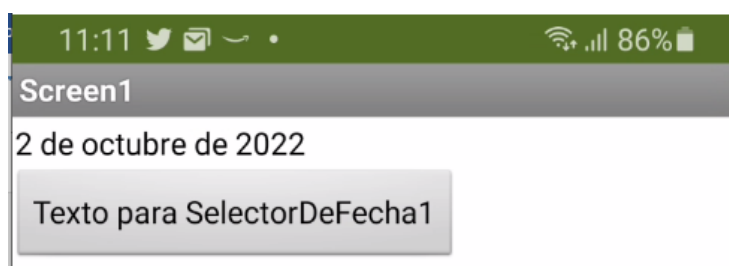 11:11 86%
Screen1
2 de octubre de 2022
Texto para SelectorDeFecha1